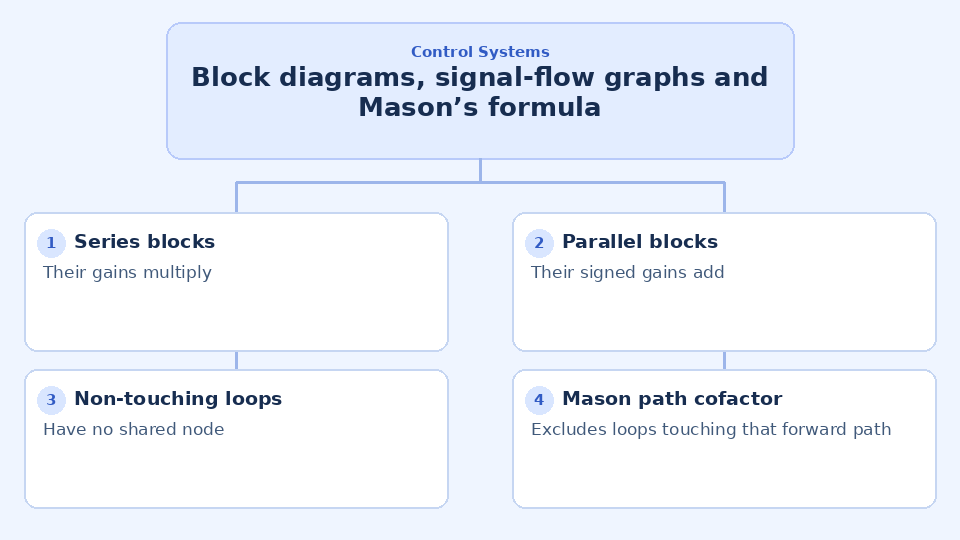 Control Systems
Block diagrams, signal-flow graphs and
Mason’s formula
1 Series blocks
Their gains multiply
2 Parallel blocks
Their signed gains add
3 Non-touching loops
Have no shared node
4 Mason path cofactor
Excludes loops touching that forward path